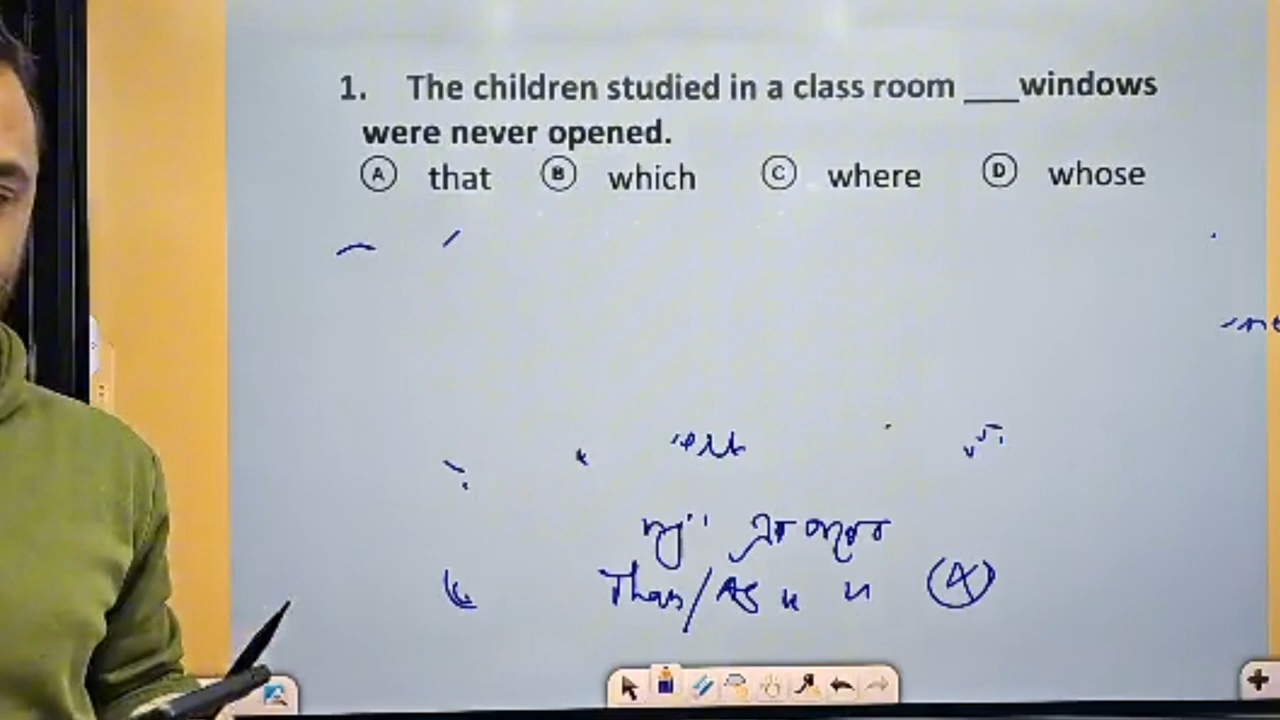 1. The children studied in a class room ___windows
were never opened.
A that B which C where D whose
Than/As